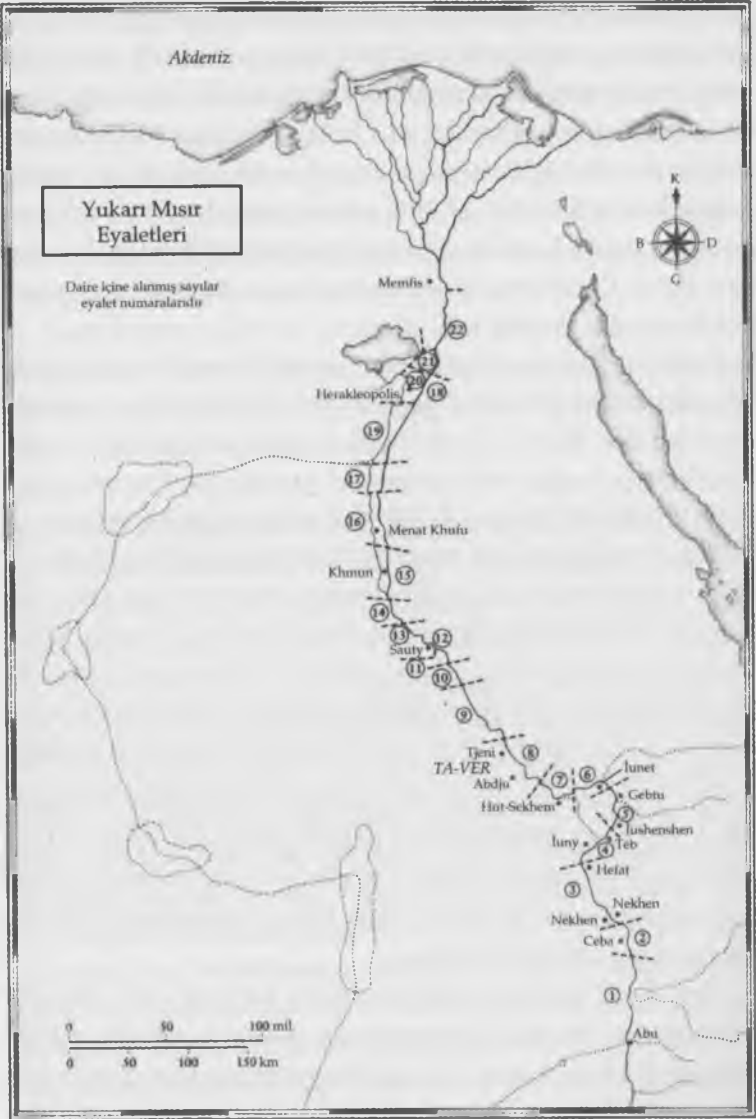 Akdeniz
Yukarı Mısır
Eyaletleri
Daire içine alınmış sayılar
eyalet numaralarıdır
K
B D
G
Memfis
22
21
20
Herakleopolis
18
19
17
16
Menat Khufu
Khmun
15
14
13
12
Sauty
11
10
9
Tjeni
8
TA-VER
Abdju
7
6
Iunet
Gebtu
Hut-Sekhem
5
Iushenshen
Iuny
Teb
4
Hefat
3
Nekhen
Nekhen
2
Ceba
1
Abu
0 50 100 mil
0 50 100 150 km